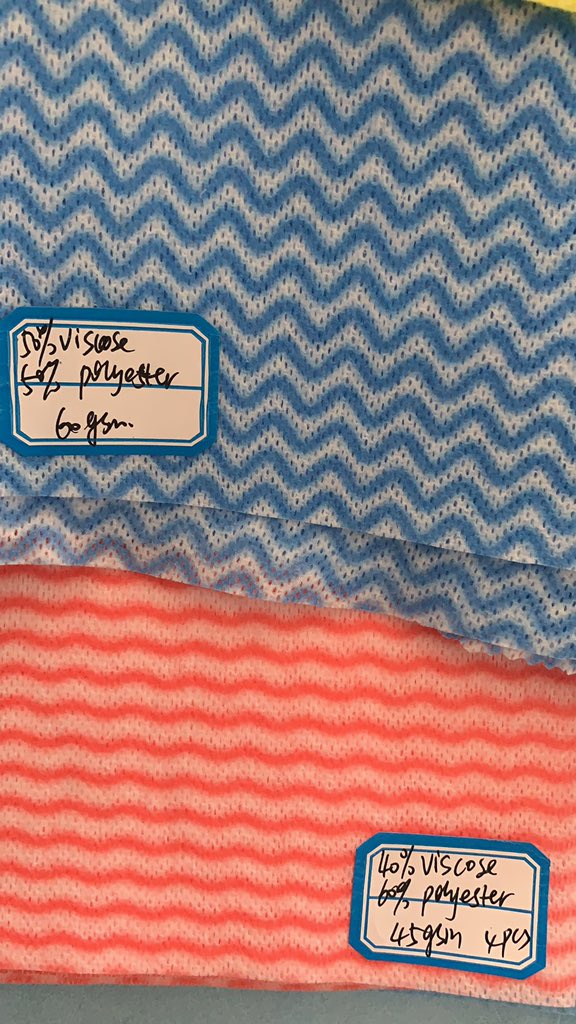 50% viscose
50% polyester
60gsm.
40% viscose
60% polyester
45gsm 4pcs